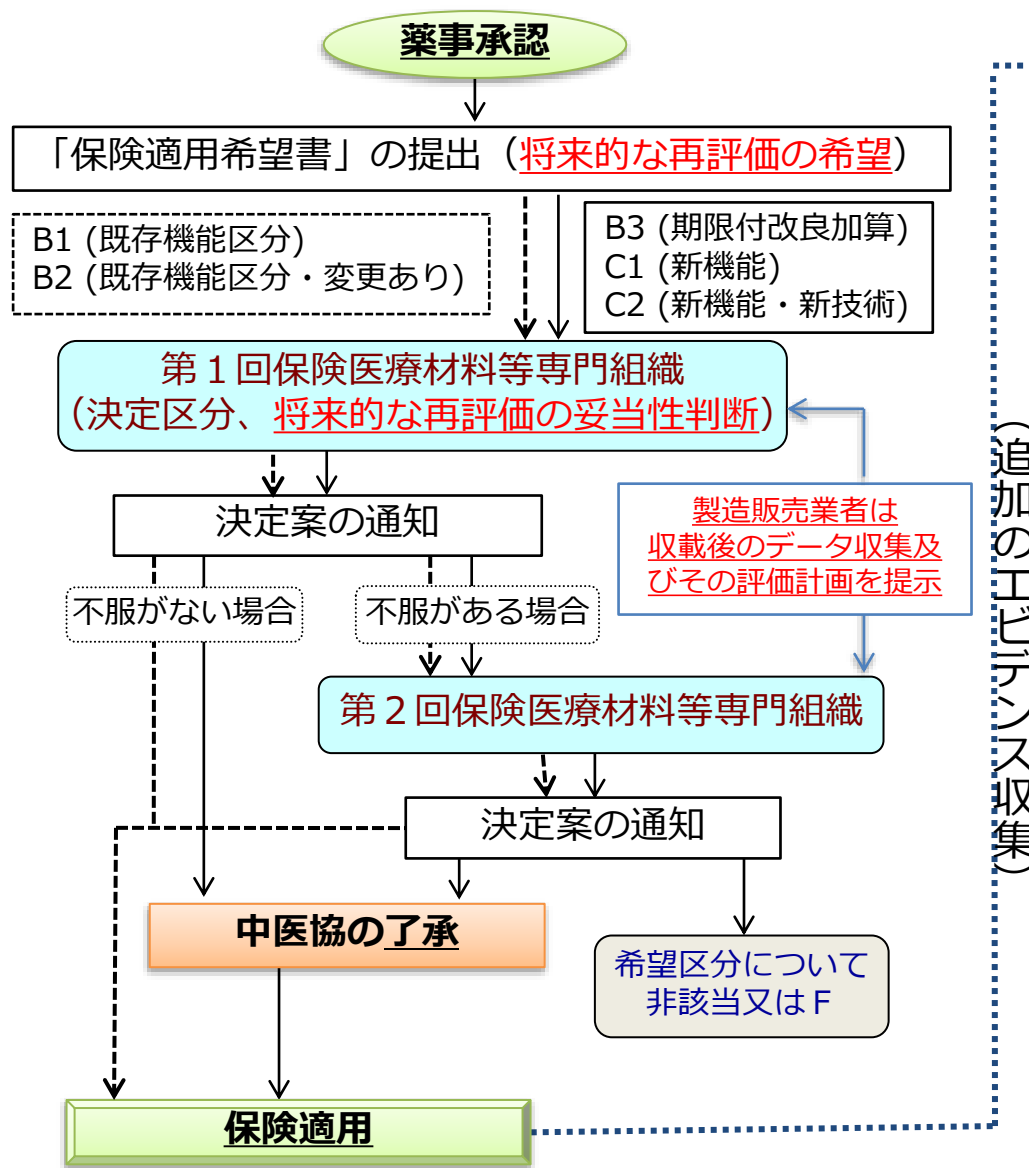 薬事承認
「保険適用希望書」の提出（将来的な再評価の希望）
B1 (既存機能区分)
B2 (既存機能区分・変更あり)
B3 (期限付改良加算)
C1 (新機能)
C2 (新機能・新技術)
第１回保険医療材料等専門組織
（決定区分、将来的な再評価の妥当性判断）
決定案の通知
製造販売業者は
収載後のデータ収集及
びその評価計画を提示
不服がない場合
不服がある場合
第２回保険医療材料等専門組織
決定案の通知
中医協の了承
希望区分について
非該当又はＦ
保険適用
（追加のエビデンス収集）